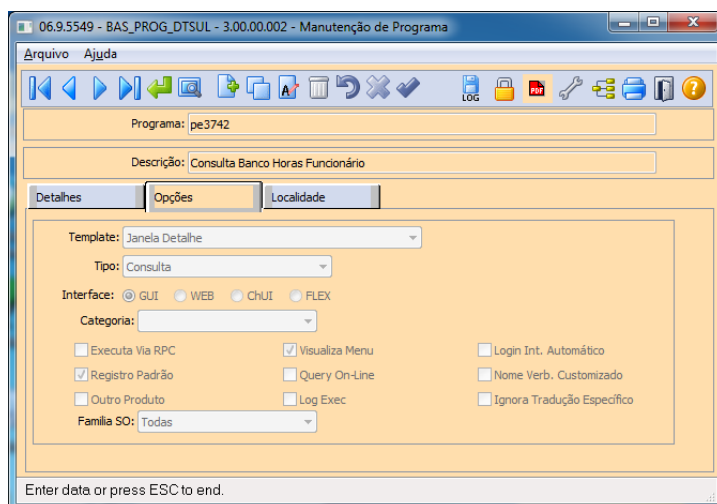 06.9.5549 - BAS_PROG_DTSUL - 3.00.00.002 - Manutenção de Programa
Arquivo Ajuda
LOG PDF
Programa: pe3742
Descrição: Consulta Banco Horas Funcionário
Detalhes Opções Localidade
Template: Janela Detalhe
Tipo: Consulta
Interface: GUI WEB ChUI FLEX
Categoria:
Executa Via RPC Visualiza Menu Login Int. Automático
Registro Padrão Query On-Line Nome Verb. Customizado
Outro Produto Log Exec Ignora Tradução Específico
Familia SO: Todas
Enter data or press ESC to end.